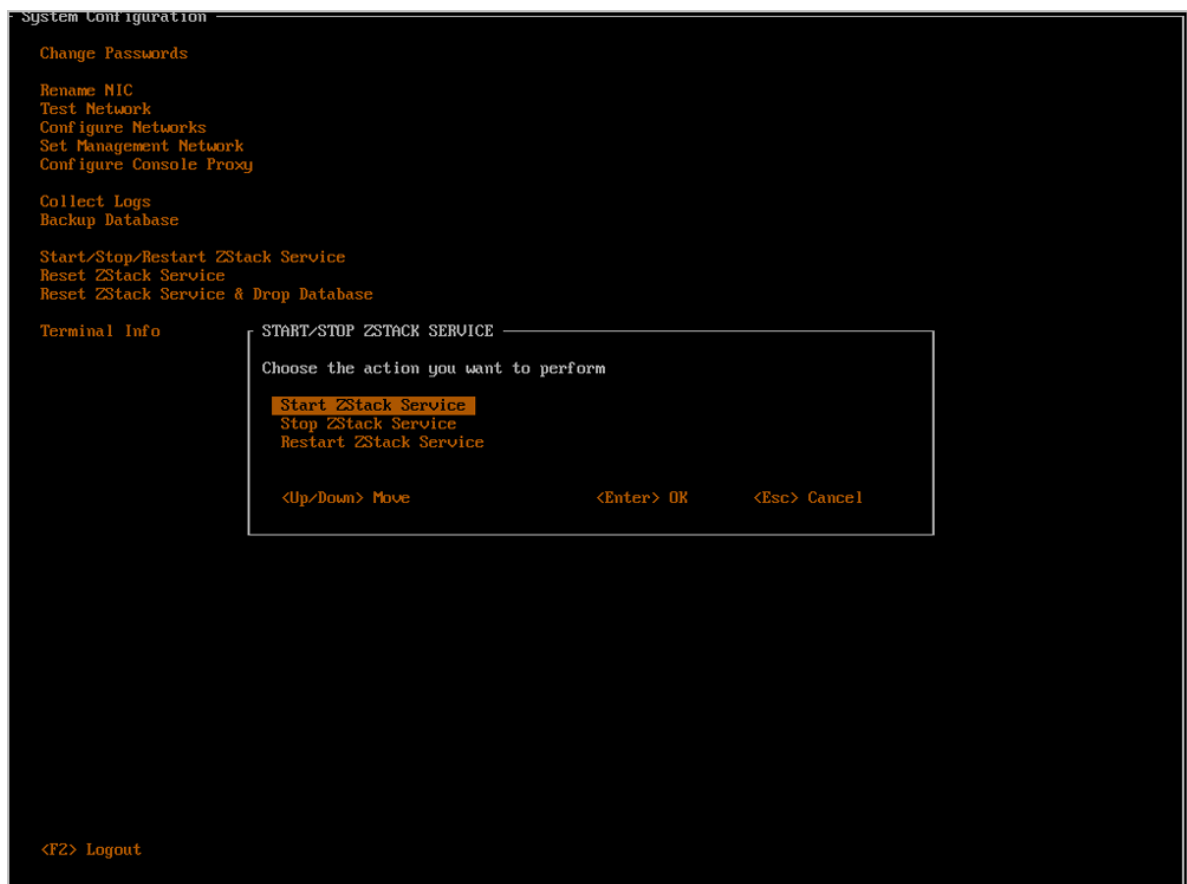 System Configuration
Change Passwords
Rename NIC
Test Network
Configure Networks
Set Management Network
Configure Console Proxy
Collect Logs
Backup Database
Start/Stop/Restart ZStack Service
Reset ZStack Service
Reset ZStack Service & Drop Database
Terminal Info
START/STOP ZSTACK SERVICE
Choose the action you want to perform
Start ZStack Service
Stop ZStack Service
Restart ZStack Service
<Up/Down> Move <Enter> OK <Esc> Cancel
<F2> Logout